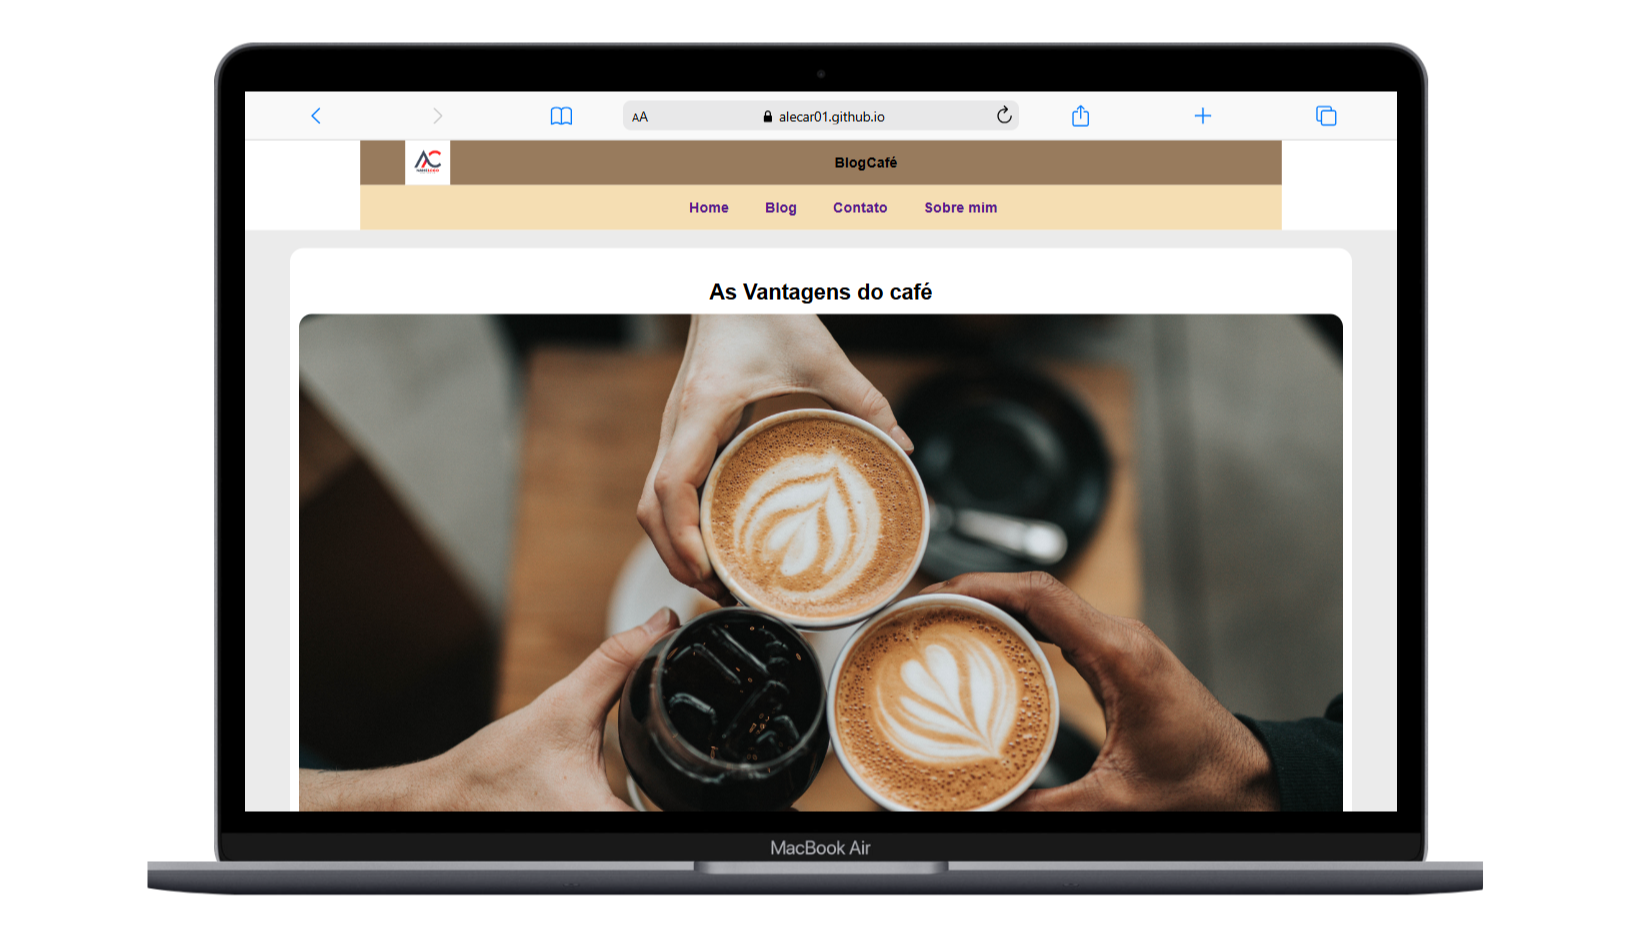 AA alecar01.github.io
AC
BlogCafé
Home Blog Contato Sobre mim
As Vantagens do café
MacBook Air